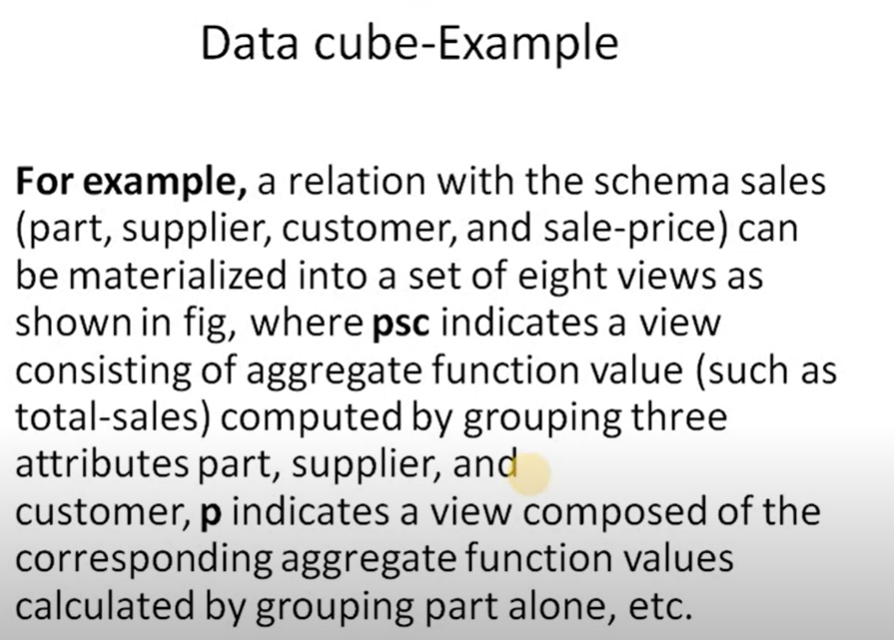 Data cube-Example
For example, a relation with the schema sales
(part, supplier, customer, and sale-price) can
be materialized into a set of eight views as
shown in fig, where psc indicates a view
consisting of aggregate function value (such as
total-sales) computed by grouping three
attributes part, supplier, and
customer, p indicates a view composed of the
corresponding aggregate function values
calculated by grouping part alone, etc.